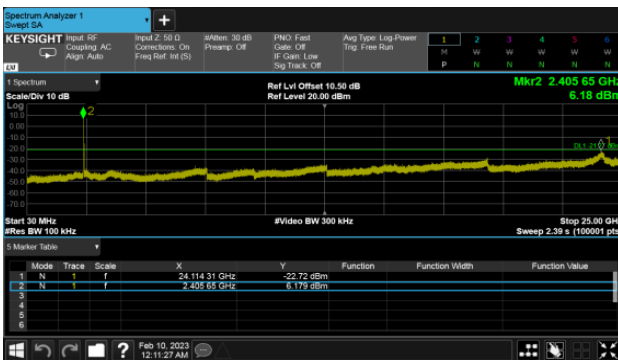 Spectrum Analyzer 1
Swept SA
KEYSIGHT Input: RF Input Z: 50 Ω #Atten: 30 dB PNO: Fast Avg Type: Log-Power 1 2 3 4 5 6
Coupling: AC Corrections: On Preamp: Off Gate: Off Trig: Free Run M W W W W W
Align: Auto Freq Ref: Int (S) IF Gain: Low
Sig Track: Off P N N N N N
1 Spectrum Ref Lvl Offset 10.50 dB Mkr2 2.405 65 GHz
Scale/Div 10 dB Ref Level 20.00 dBm 6.18 dBm
Log
10.0
0.00
-10.0
-20.0
-30.0
-40.0
-50.0
-60.0
-70.0
2
1
Start 30 MHz #Video BW 300 kHz Stop 25.00 GHz
#Res BW 100 kHz Sweep 2.39 s (100001 pts
5 Marker Table
Mode Trace Scale X Y Function Function Width Function Value
1 N 1 f 24.114 31 GHz -22.72 dBm
2 N 1 f 2.405 65 GHz 6.179 dBm
3
4
5
6
? Feb 10, 2023
12:11:27 AM